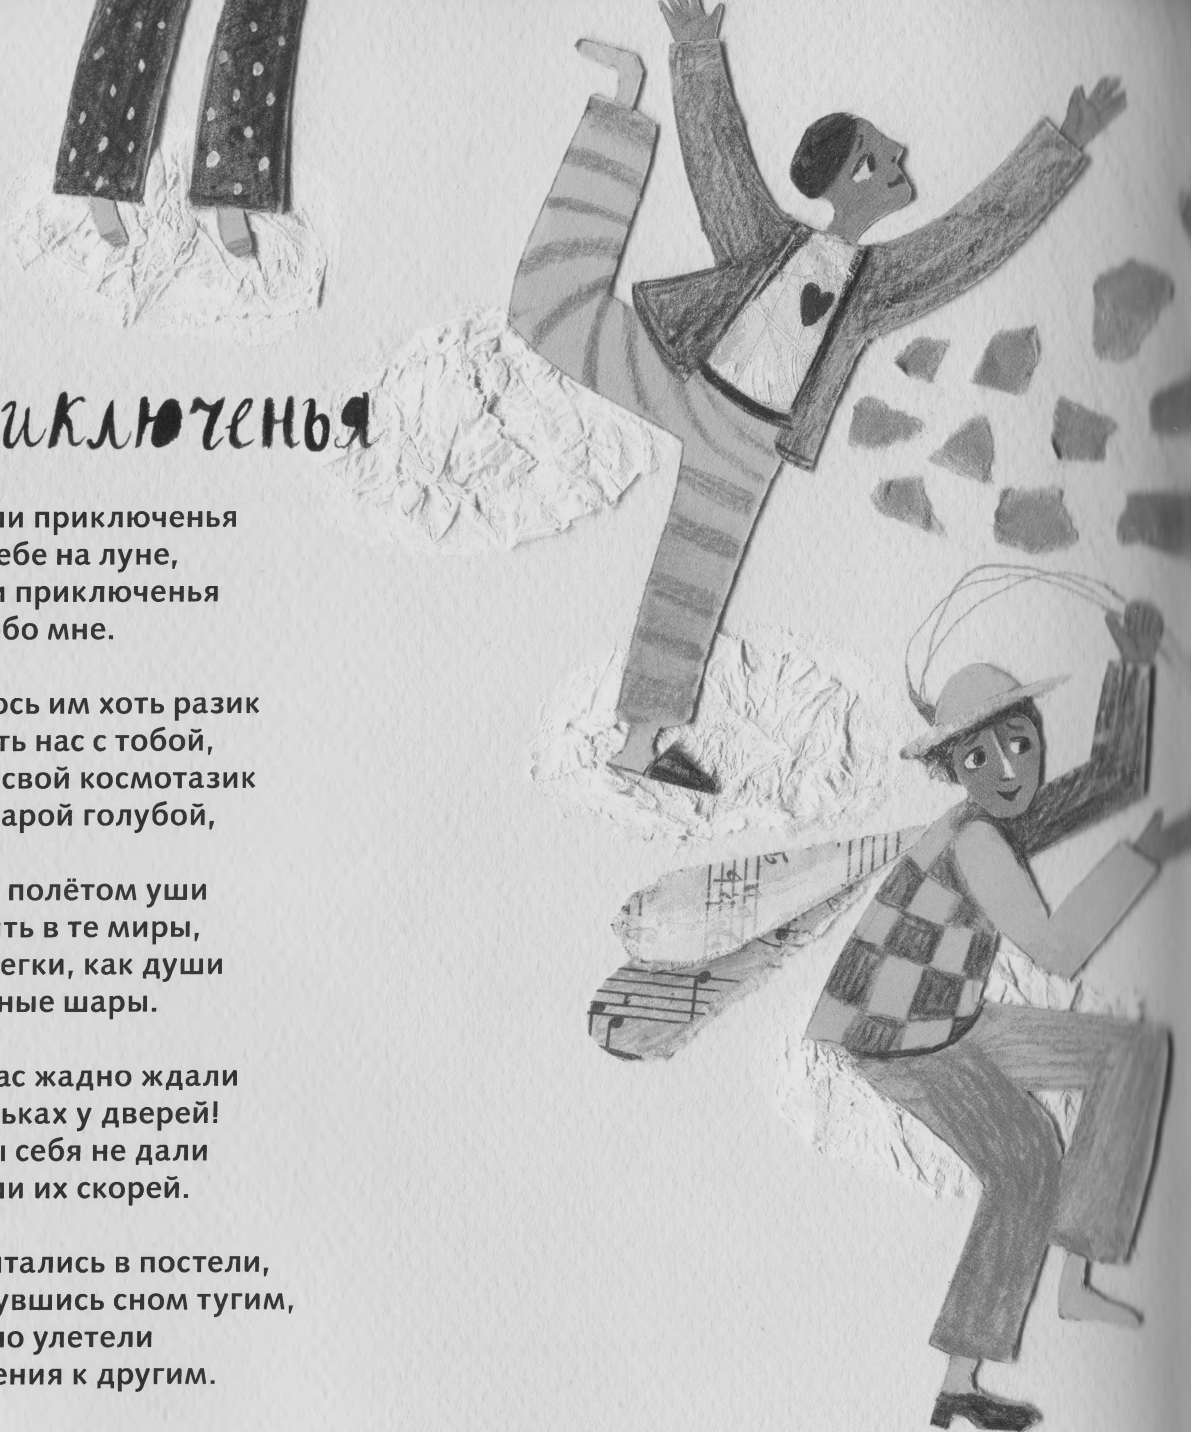 иключенья
ли приключенья
ебе на луне,
и приключенья
бо мне.
ось им хоть разик
ть нас с тобой,
свой космотазик
арой голубой,
полётом уши
ить в те миры,
егки, как души
ные шары.
ас жадно ждали
ьках у дверей!
ы себя не дали
ли их скорей.
итались в постели,
увшись сном тугим,
но улетели
ения к другим.